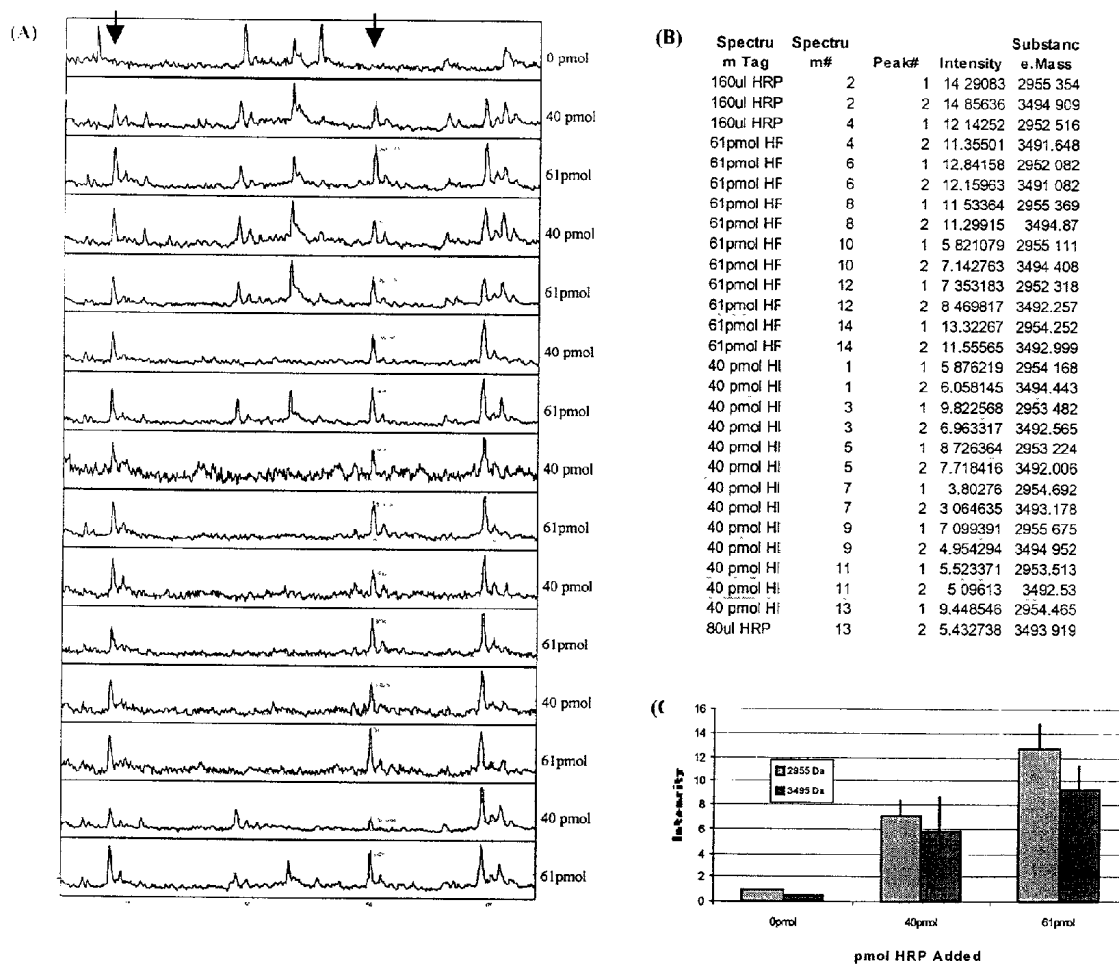 (A)
0 pmol
40 pmol
61pmol
40 pmol
61pmol
40 pmol
61pmol
40 pmol
61pmol
40 pmol
61pmol
40 pmol
61pmol
40 pmol
61pmol
(B)
Spectru Spectru Substanc
m Tag m# Peak# Intensity e.Mass
160ul HRP 2 1 14 29083 2955 354
160ul HRP 2 2 14 85636 3494 909
160ul HRP 4 1 12 14252 2952 516
61pmol HF 4 2 11.35501 3491.648
61pmol HF 6 1 12.84158 2952 082
61pmol HF 6 2 12.15963 3491 082
61pmol HF 8 1 11 53364 2955 369
61pmol HF 8 2 11.29915 3494.87
61pmol HF 10 1 5 821079 2955 111
61pmol HF 10 2 7.142763 3494 408
61pmol HF 12 1 7 353183 2952 318
61pmol HF 12 2 8 469817 3492.257
61pmol HF 14 1 13.32267 2954.252
61pmol HF 14 2 11.55565 3492.999
40 pmol HI 1 1 5 876219 2954 168
40 pmol HI 1 2 6.058145 3494.443
40 pmol HI 3 1 9.822568 2953 482
40 pmol HI 3 2 6.963317 3492.565
40 pmol HI 5 1 8 726364 2953 224
40 pmol HI 5 2 7.718416 3492.006
40 pmol HI 7 1 3.80276 2954.692
40 pmol HI 7 2 3 064635 3493.178
40 pmol HI 9 1 7 099391 2955 675
40 pmol HI 9 2 4.954294 3494 952
40 pmol HI 11 1 5.523371 2953.513
40 pmol HI 11 2 5 09613 3492.53
40 pmol HI 13 1 9.448546 2954.465
80ul HRP 13 2 5.432738 3493 919
((
16
14
12
10
8
6
4
2
0
Intensity
2955 Da
3495 Da
0pmol 40pmol 61pmol
pmol HRP Added